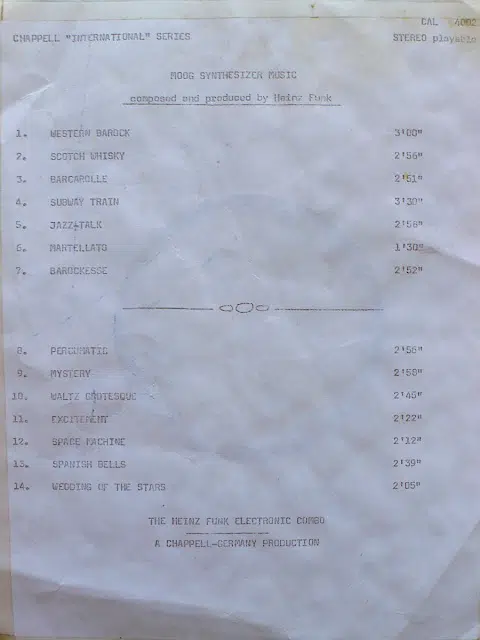 CAL 4002
CHAPPELL "INTERNATIONAL" SERIES STEREO playable
MOOG SYNTHESIZER MUSIC
composed and produced by Heinz Funk
1. WESTERN BAROCK 3'00"
2. SCOTCH WHISKY 2'56"
3. BARCAROLLE 2'51"
4. SUBWAY TRAIN 3'30"
5. JAZZ-TALK 2'56"
6. MARTELLATO 1'30"
7. BAROCKESSE 2'52"
8. PERCUMATIC 2'56"
9. MYSTERY 2'58"
10. WALTZ GROTESQUE 2'46"
11. EXCITEMENT 2'22"
12. SPACE MACHINE 2'12"
13. SPANISH BELLS 2'39"
14. WEDDING OF THE STARS 2'05"
THE HEINZ FUNK ELECTRONIC COMBO
A CHAPPELL-GERMANY PRODUCTION